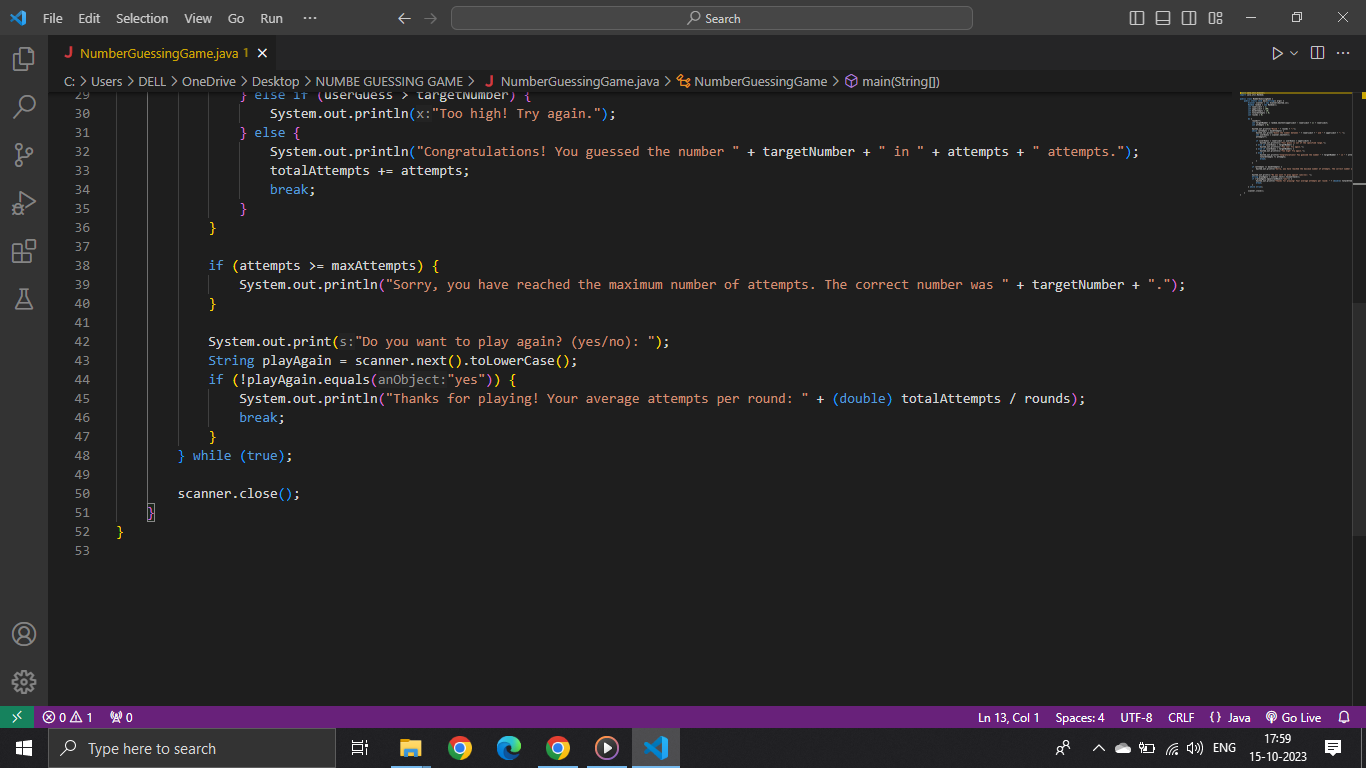 File Edit Selection View Go Run ··· Search
J NumberGuessingGame.java 1
C: > Users > DELL > OneDrive > Desktop > NUMBE GUESSING GAME > J NumberGuessingGame.java > NumberGuessingGame > main(String[])
29 } else if (userGuess > targetNumber) {
30 System.out.println(x:"Too high! Try again.");
31 } else {
32 System.out.println("Congratulations! You guessed the number " + targetNumber + " in " + attempts + " attempts.");
33 totalAttempts += attempts;
34 break;
35 }
36 }
37
38 if (attempts >= maxAttempts) {
39 System.out.println("Sorry, you have reached the maximum number of attempts. The correct number was " + targetNumber + ".");
40 }
41
42 System.out.print(s:"Do you want to play again? (yes/no): ");
43 String playAgain = scanner.next().toLowerCase();
44 if (!playAgain.equals(anObject:"yes")) {
45 System.out.println("Thanks for playing! Your average attempts per round: " + (double) totalAttempts / rounds);
46 break;
47 }
48 } while (true);
49
50 scanner.close();
51 }
52 }
53
0 1 0 Ln 13, Col 1 Spaces: 4 UTF-8 CRLF {} Java Go Live
Type here to search ENG 17:59
15-10-2023